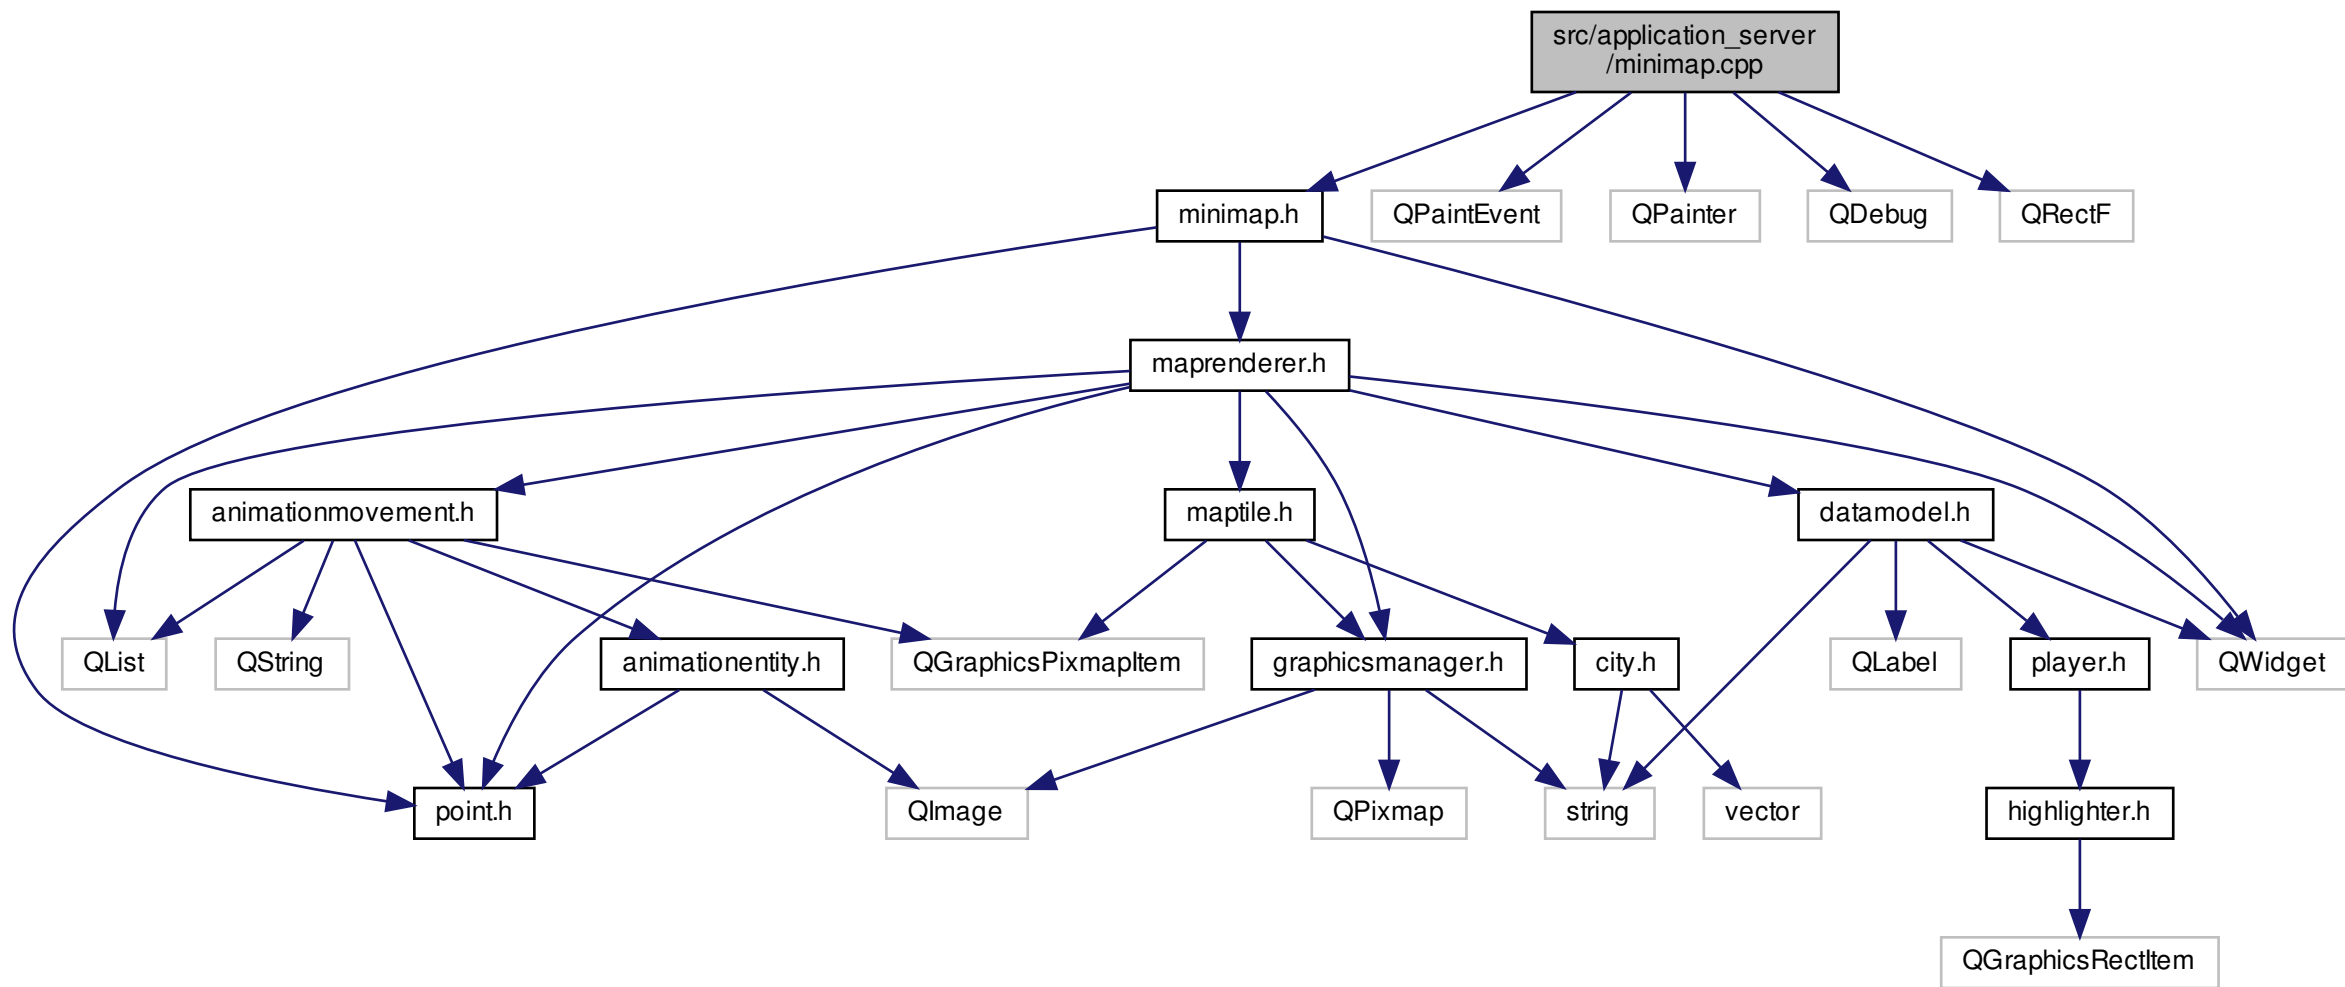 src/application_server
/minimap.cpp
minimap.h
QPaintEvent
QPainter
QDebug
QRectF
maprenderer.h
animationmovement.h
maptile.h
datamodel.h
QList
QString
animationentity.h
QGraphicsPixmapItem
graphicsmanager.h
city.h
QLabel
player.h
QWidget
point.h
QImage
QPixmap
string
vector
highlighter.h
QGraphicsRectItem